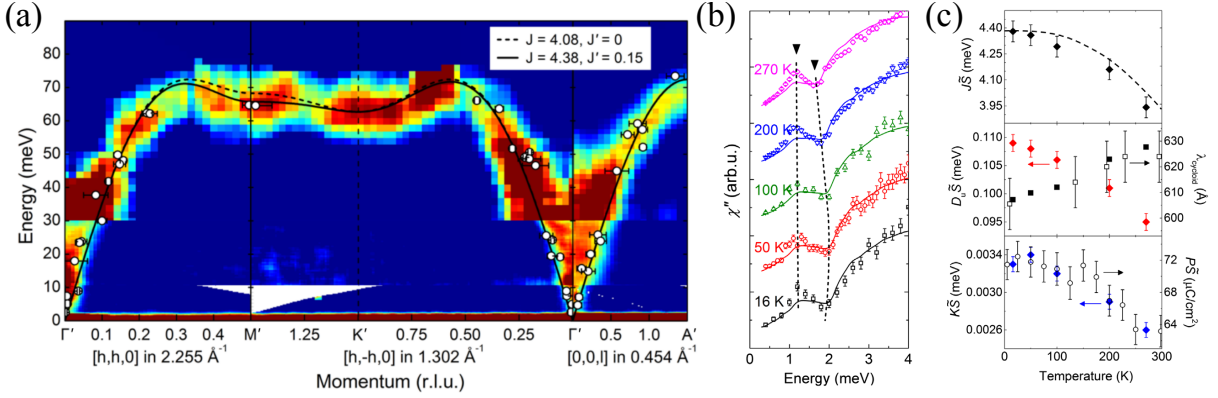 (a)
80
70
60
50
40
30
20
10
0
Energy (meV)
J = 4.08, J' = 0
J = 4.38, J' = 0.15
Γ' 0.1 0.2 0.3 0.4 M' 1.25 K' 0.75 0.50 0.25 Γ' 0.5 1.0 A'
[h,h,0] in 2.255 Å⁻¹ [h,-h,0] in 1.302 Å⁻¹ [0,0,l] in 0.454 Å⁻¹
Momentum (r.l.u.)
(b)
χ″ (arb.u.)
270 K
200 K
100 K
50 K
16 K
0 1 2 3 4
Energy (meV)
(c)
4.40
4.25
4.10
3.95
JS̃ (meV)
0.110
0.105
0.100
0.095
DᵤS̃ (meV)
630
620
610
600
λcycloid (Å)
0.0034
0.0030
0.0026
KS̃ (meV)
72
68
64
PS̃ (μC/cm²)
0 100 200 300
Temperature (K)